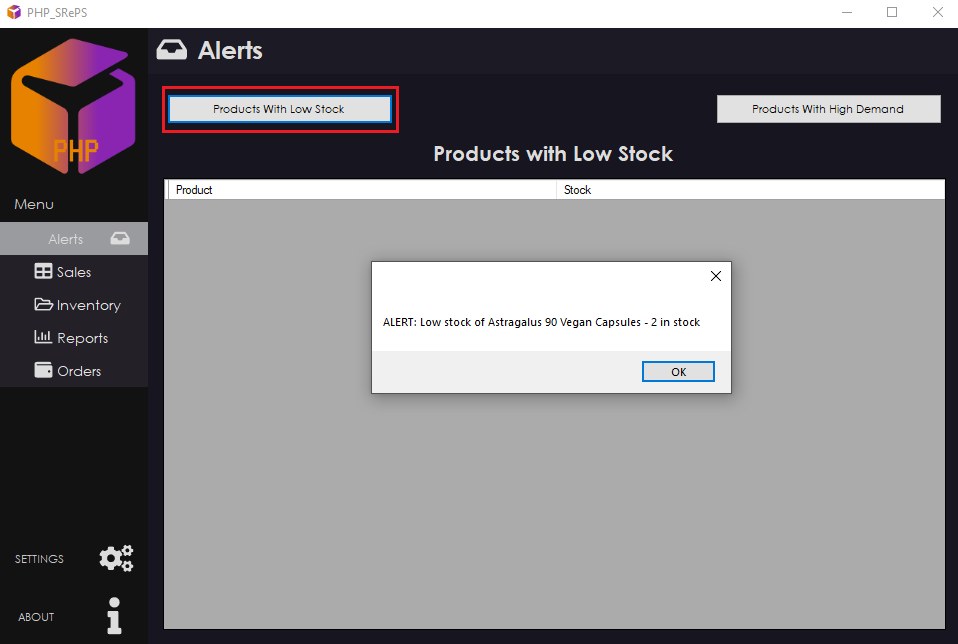 PHP_SRePS
Alerts
PHP
Products With Low Stock
Products With High Demand
Products with Low Stock
Product Stock
Menu
Alerts
Sales
Inventory
Reports
Orders
ALERT: Low stock of Astragalus 90 Vegan Capsules - 2 in stock
OK
SETTINGS
ABOUT